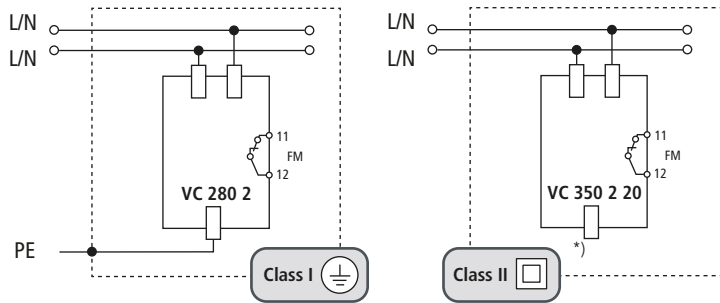 L/N
L/N
11
FM
12
VC 280 2
PE
Class I
L/N
L/N
11
FM
12
VC 350 2 20
*)
Class II